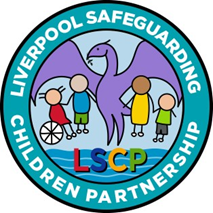 LIVERPOOL SAFEGUARDING
LSCP
CHILDREN PARTNERSHIP